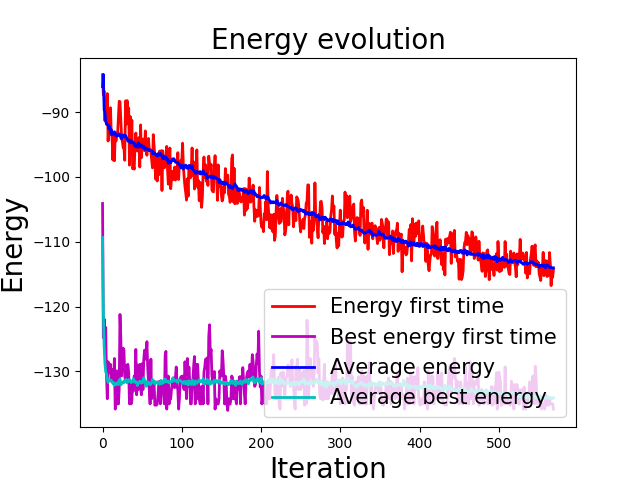 Energy evolution
Energy
−90
−100
−110
−120
−130
Energy first time
Best energy first time
Average energy
Average best energy
0
100
200
300
400
500
Iteration